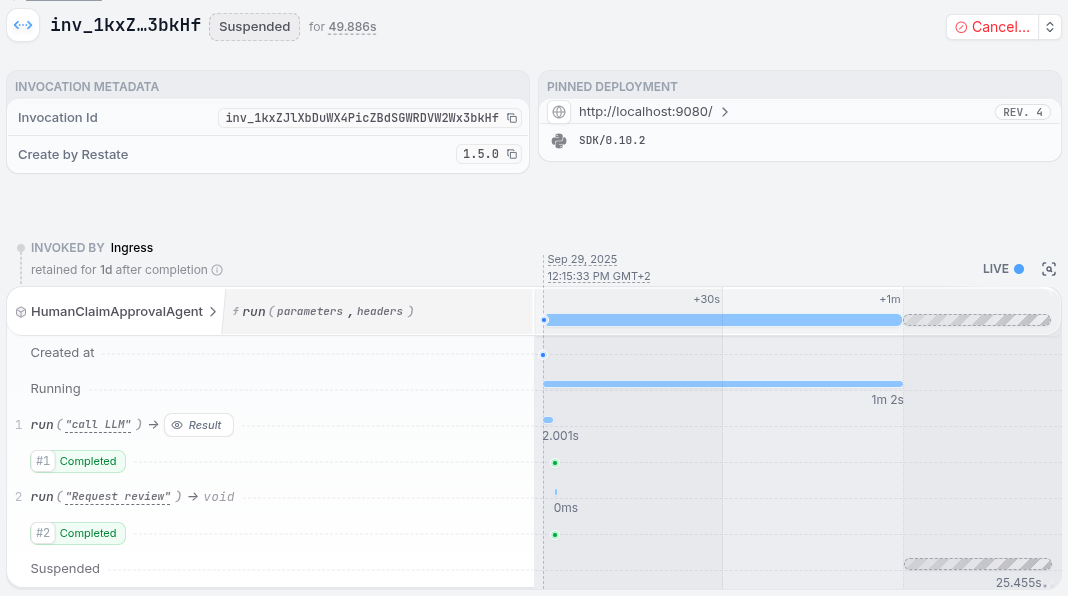 inv_1kxZ…3bkHf Suspended for 49.886s Cancel…
INVOCATION METADATA
Invocation Id inv_1kxZJlXbDuWX4PicZBdSGWRDVW2Wx3bkHf
Create by Restate 1.5.0
PINNED DEPLOYMENT
http://localhost:9080/ REV. 4
SDK/0.10.2
INVOKED BY Ingress
retained for 1d after completion
Sep 29, 2025
12:15:33 PM GMT+2
LIVE
HumanClaimApprovalAgent ƒ run ( parameters , headers )
+30s +1m
Created at
Running
1m 2s
1 run ( "call LLM" ) → Result
2.001s
#1 Completed
2 run ( "Request review" ) → void
0ms
#2 Completed
Suspended
25.455s